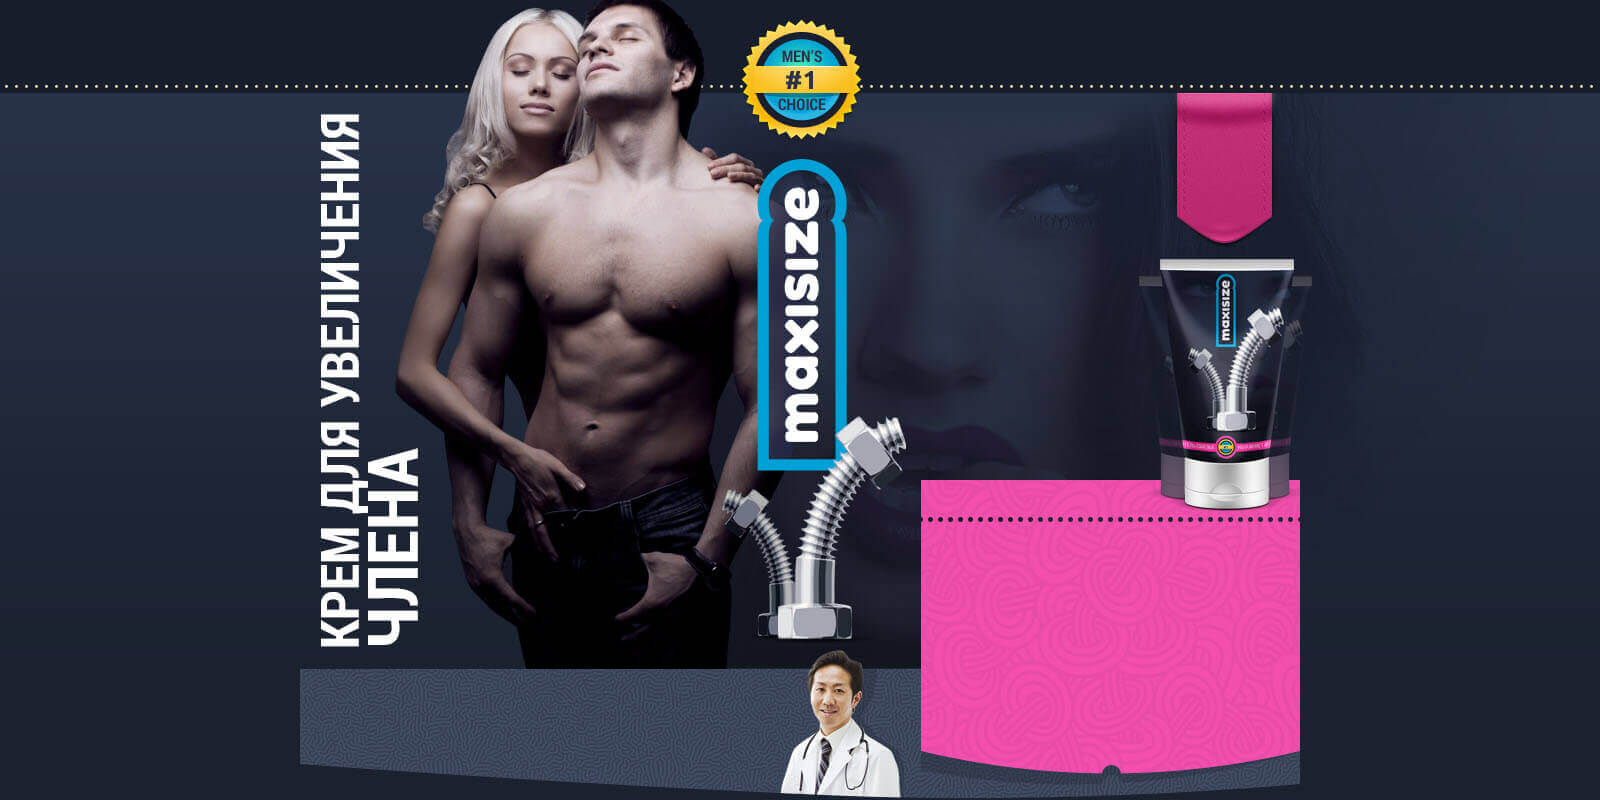 КРЕМ ДЛЯ УВЕЛИЧЕНИЯ
ЧЛЕНА
MEN'S
#1
CHOICE
maxisize
maxisize